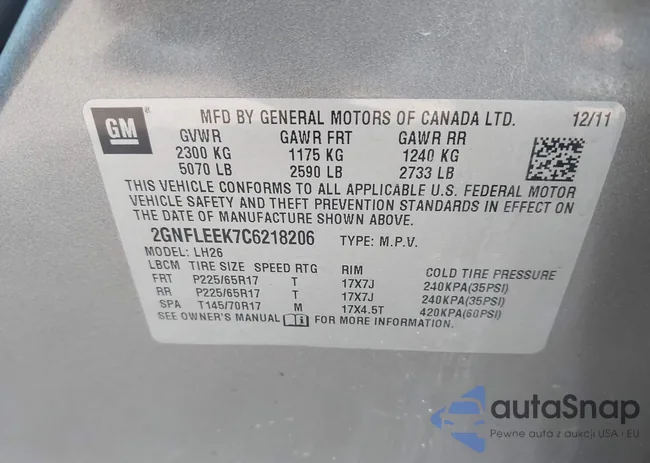 GM
MFD BY GENERAL MOTORS OF CANADA LTD. 12/11
GVWR GAWR FRT GAWR RR
2300 KG 1175 KG 1240 KG
5070 LB 2590 LB 2733 LB
THIS VEHICLE CONFORMS TO ALL APPLICABLE U.S. FEDERAL MOTOR
VEHICLE SAFETY AND THEFT PREVENTION STANDARDS IN EFFECT ON
THE DATE OF MANUFACTURE SHOWN ABOVE.
2GNFLEEK7C6218206 TYPE: M.P.V.
MODEL: LH26
LBCM TIRE SIZE SPEED RTG RIM COLD TIRE PRESSURE
FRT P225/65R17 T 17X7J 240KPA(35PSI)
RR P225/65R17 T 17X7J 240KPA(35PSI)
SPA T145/70R17 M 17X4.5T 420KPA(60PSI)
SEE OWNER'S MANUAL FOR MORE INFORMATION.
autoSnap
Pewne auta z aukcji USA i EU